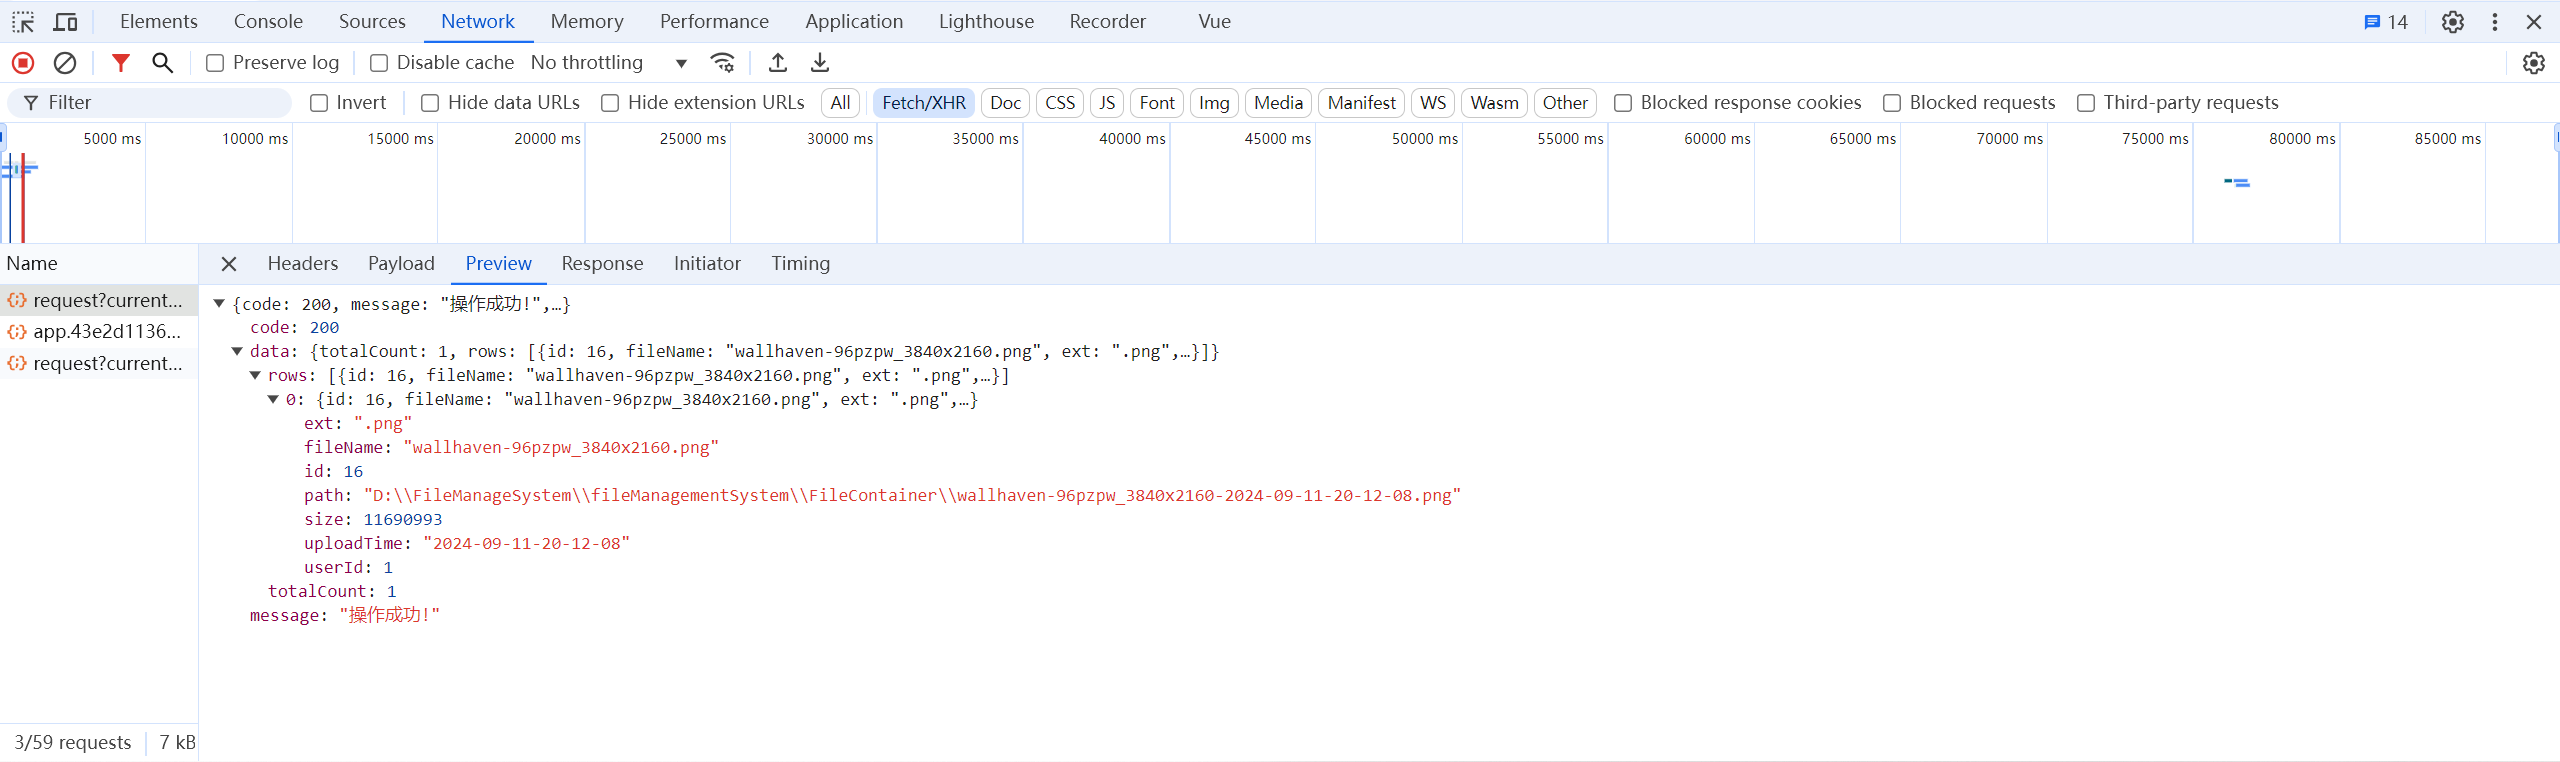 Elements Console Sources Network Memory Performance Application Lighthouse Recorder Vue 14
Preserve log Disable cache No throttling
Filter Invert Hide data URLs Hide extension URLs All Fetch/XHR Doc CSS JS Font Img Media Manifest WS Wasm Other Blocked response cookies Blocked requests Third-party requests
5000 ms 10000 ms 15000 ms 20000 ms 25000 ms 30000 ms 35000 ms 40000 ms 45000 ms 50000 ms 55000 ms 60000 ms 65000 ms 70000 ms 75000 ms 80000 ms 85000 ms
Name Headers Payload Preview Response Initiator Timing
request?current...
app.43e2d1136...
request?current...
{code: 200, message: "操作成功!",…}
code: 200
data: {totalCount: 1, rows: [{id: 16, fileName: "wallhaven-96pzpw_3840x2160.png", ext: ".png",…}]}
rows: [{id: 16, fileName: "wallhaven-96pzpw_3840x2160.png", ext: ".png",…}]
0: {id: 16, fileName: "wallhaven-96pzpw_3840x2160.png", ext: ".png",…}
ext: ".png"
fileName: "wallhaven-96pzpw_3840x2160.png"
id: 16
path: "D:\\FileManageSystem\\fileManagementSystem\\FileContainer\\wallhaven-96pzpw_3840x2160-2024-09-11-20-12-08.png"
size: 11690993
uploadTime: "2024-09-11-20-12-08"
userId: 1
totalCount: 1
message: "操作成功!"
3/59 requests 7 kB